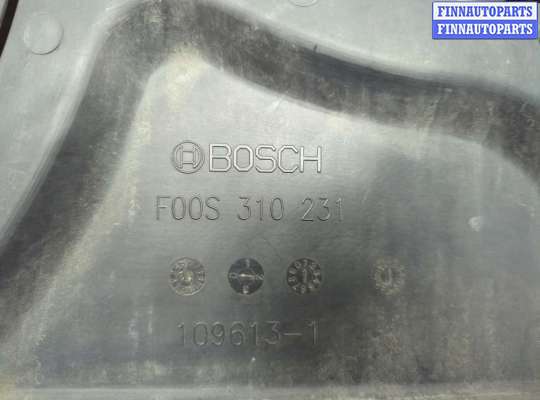 FINNAUTOPARTS
FINNAUTOPARTS
BOSCH
F00S 310 231
109613-1